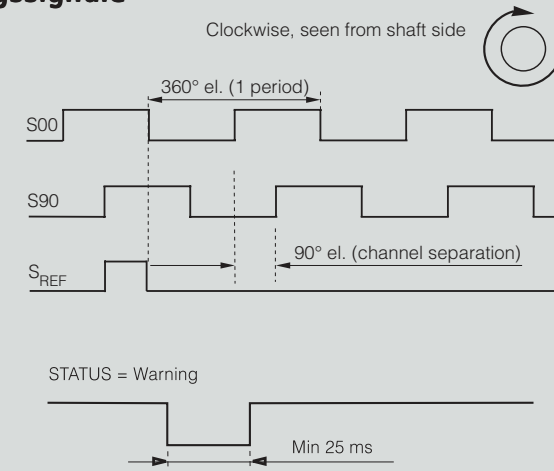 Clockwise, seen from shaft side
360° el. (1 period)
S00
S90
90° el. (channel separation)
SREF
STATUS = Warning
Min 25 ms